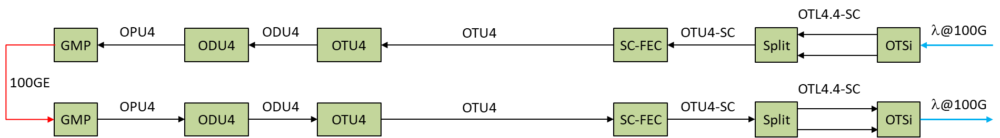 OTL4.4-SC
OPU4 ODU4 OTU4 OTU4-SC λ@100G
GMP ODU4 OTU4 SC-FEC Split OTSi
100GE
OTL4.4-SC
OPU4 ODU4 OTU4 OTU4-SC λ@100G
GMP ODU4 OTU4 SC-FEC Split OTSi